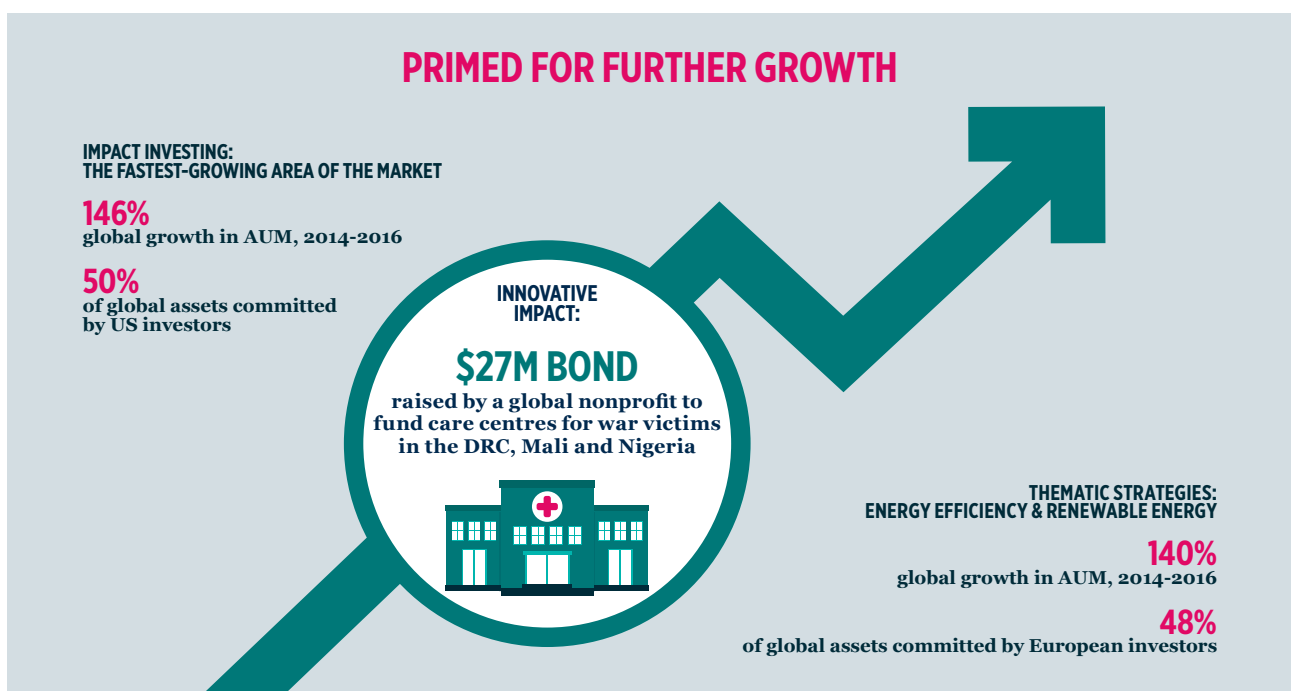 PRIMED FOR FURTHER GROWTH
IMPACT INVESTING:
THE FASTEST-GROWING AREA OF THE MARKET
146%
global growth in AUM, 2014-2016
50%
of global assets committed
by US investors
INNOVATIVE
IMPACT:
$27M BOND
raised by a global nonprofit to
fund care centres for war victims
in the DRC, Mali and Nigeria
THEMATIC STRATEGIES:
ENERGY EFFICIENCY & RENEWABLE ENERGY
140%
global growth in AUM, 2014-2016
48%
of global assets committed by European investors